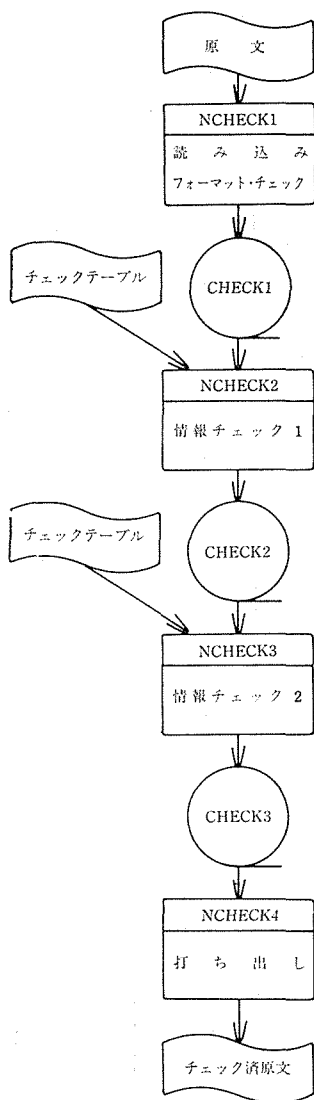 原文
NCHECK1
読み込み
フォーマット・チェック
チェックテーブル
CHECK1
NCHECK2
情報チェック 1
チェックテーブル
CHECK2
NCHECK3
情報チェック 2
CHECK3
NCHECK4
打ち出し
チェック済原文